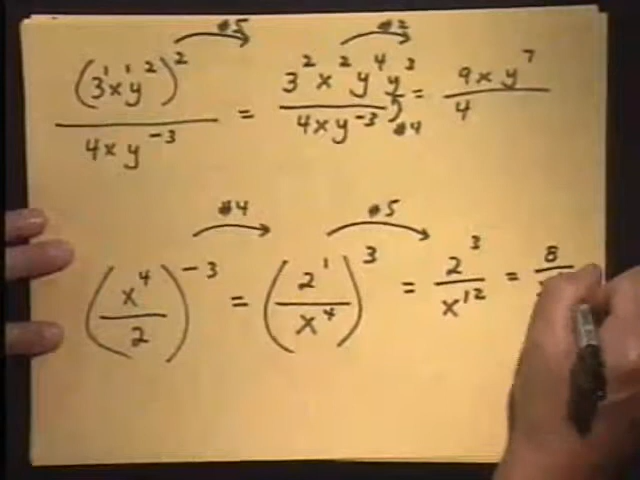 #5 #2
(3¹x¹y²)² / 4xy⁻³ = 3²x²y⁴y³ / 4xy⁻³ = 9xy⁷ / 4
#4
#4 #5
(x⁴ / 2)⁻³ = (2¹ / x⁴)³ = 2³ / x¹² = 8 /